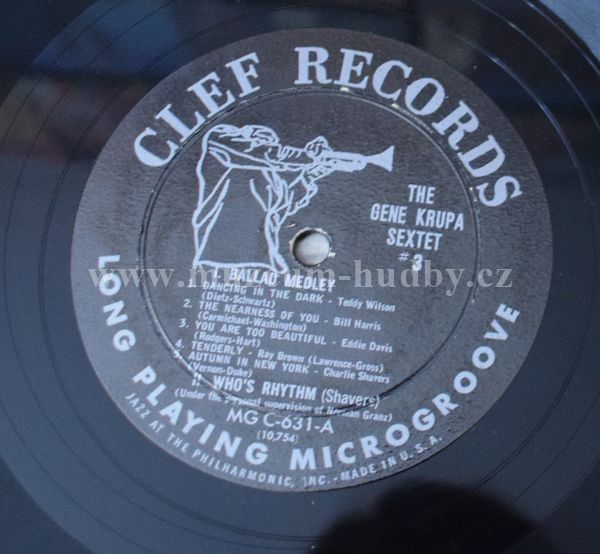 CLEF RECORDS
THE
GENE KRUPA
SEXTET
#3
www.muzeum-hudby.cz
1. BALLAD MEDLEY
DANCING IN THE DARK - Teddy Wilson
(Dietz-Schwartz)
2. THE NEARNESS OF YOU - Bill Harris
(Carmichael-Washington)
3. YOU ARE TOO BEAUTIFUL - Eddie Davis
(Rodgers-Hart)
4. TENDERLY - Ray Brown (Lawrence-Gross)
AUTUMN IN NEW YORK - Charlie Shavers
(Vernon-Duke)
II. WHO'S RHYTHM (Shavers)
(Under the personal supervision of Norman Granz)
MG C-631-A
(10,754)
LONG PLAYING MICROGROOVE
JAZZ AT THE PHILHARMONIC, INC. - MADE IN U.S.A.